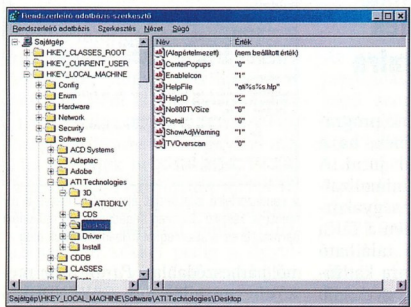 Rendszerleíró adatbázis-szerkesztő
Rendszerleíró adatbázis Szerkesztés Nézet Súgó
Sajátgép
HKEY_CLASSES_ROOT
HKEY_CURRENT_USER
HKEY_LOCAL_MACHINE
Config
Enum
Hardware
Network
Security
Software
ACD Systems
Adaptec
Adobe
ATI Technologies
3D
ATI3DKLV
CDS
Driver
Install
CDDB
CLASSES
Clients
Név Érték
(Alapértelmezett) (nem beállított érték)
CenterPopups "0"
EnableIcon "1"
HelpFile
HelpID "2"
No800TVSize "0"
Retail "0"
ShowAdjWarning "1"
TVOverscan "0"
Sajátgép\HKEY_LOCAL_MACHINE\Software\ATI Technologies\Desktop